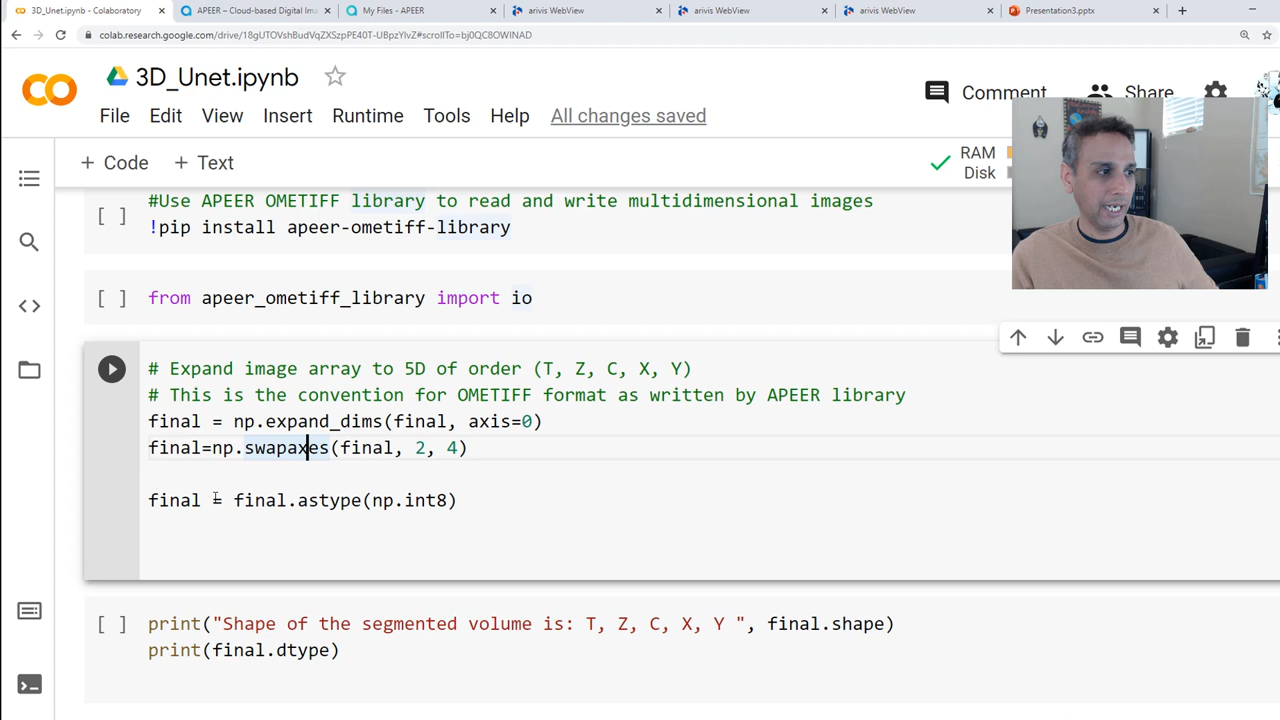 3D_Unet.ipynb - Colaboratory
APEER – Cloud-based Digital Ima
My Files - APEER
arivis WebView
arivis WebView
arivis WebView
Presentation3.pptx
colab.research.google.com/drive/18gUTOVshBudVqZXSzpPE40T-UBpzYlvZ#scrollTo=bj0QC8OWINAD
3D_Unet.ipynb
File Edit View Insert Runtime Tools Help All changes saved
Comment Share
+ Code + Text
RAM
Disk
#Use APEER OMETIFF library to read and write multidimensional images
[ ] !pip install apeer-ometiff-library
[ ] from apeer_ometiff_library import io
# Expand image array to 5D of order (T, Z, C, X, Y)
# This is the convention for OMETIFF format as written by APEER library
final = np.expand_dims(final, axis=0)
final=np.swapaxes(final, 2, 4)
final = final.astype(np.int8)
[ ] print("Shape of the segmented volume is: T, Z, C, X, Y ", final.shape)
print(final.dtype)